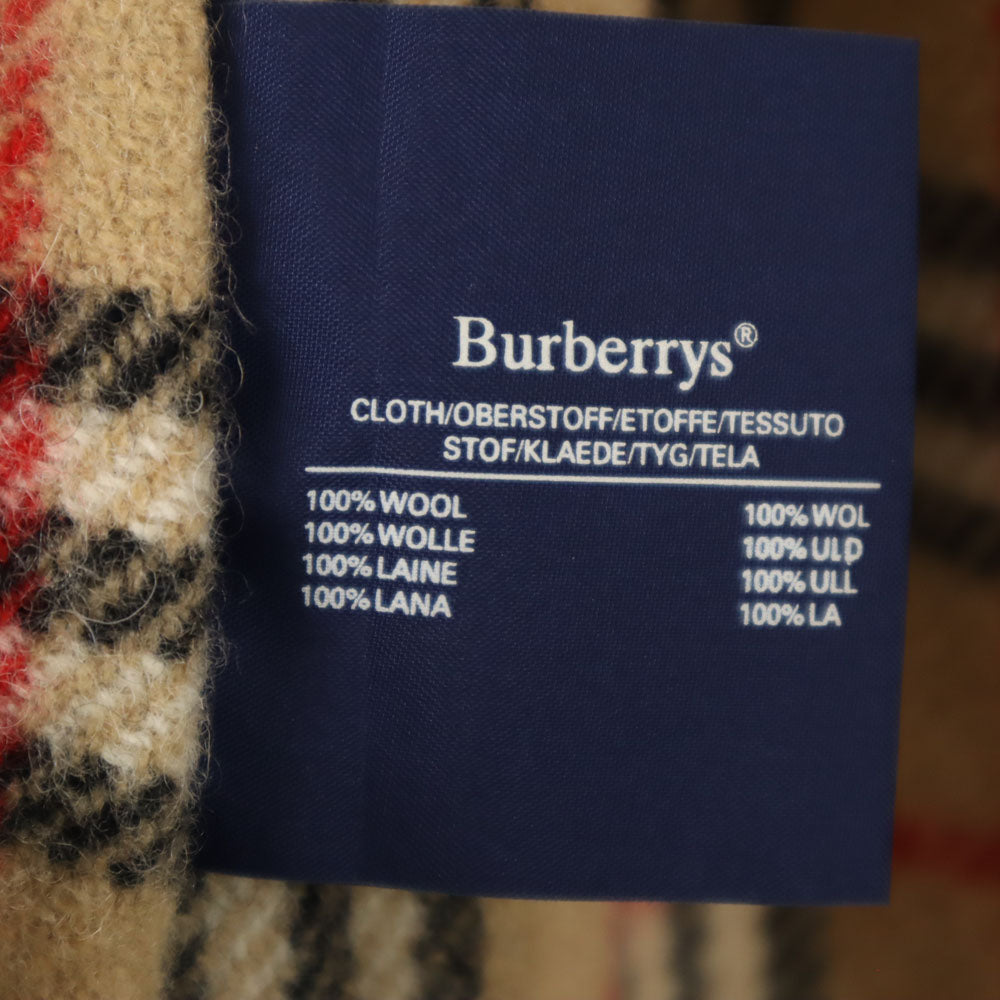 Burberrys®
CLOTH/OBERSTOFF/ETOFFE/TESSUTO
STOF/KLAEDE/TYG/TELA
100% WOOL 100% WOL
100% WOLLE 100% ULD
100% LAINE 100% ULL
100% LANA 100% LA